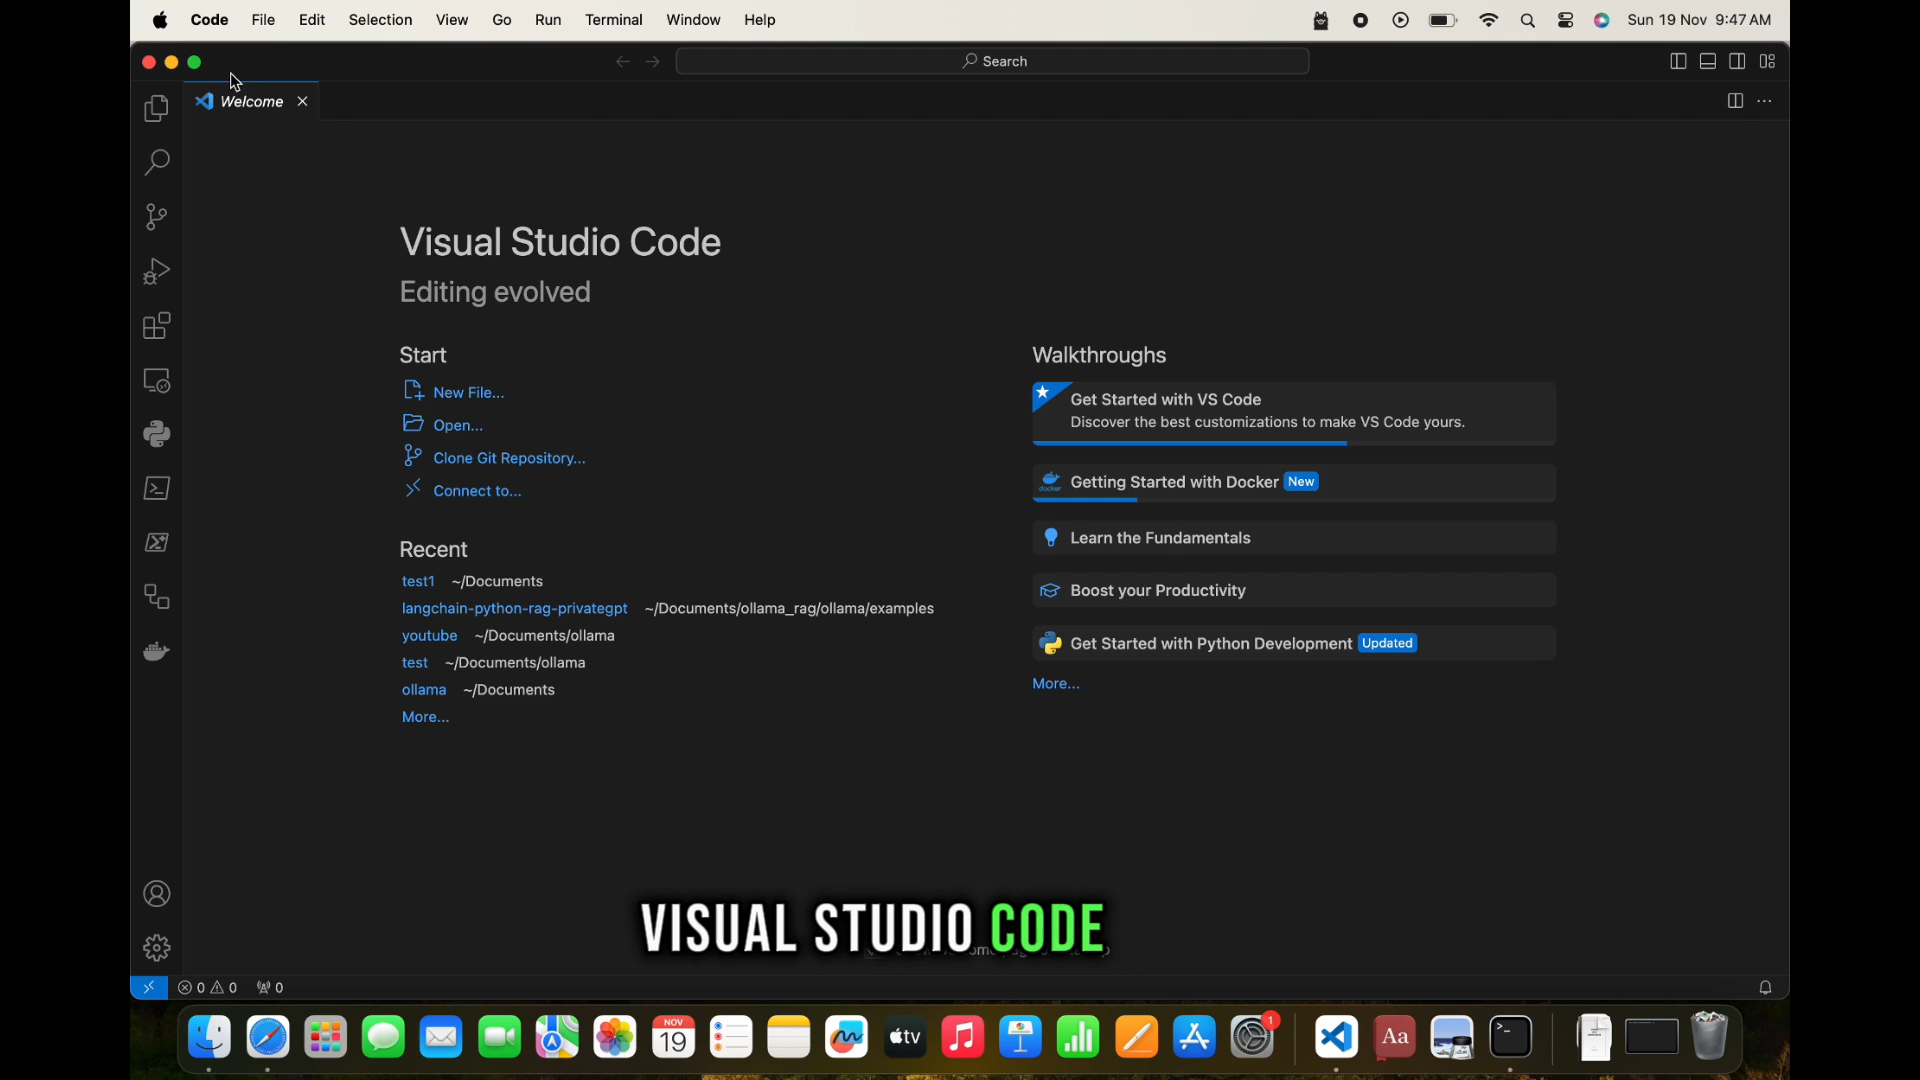 Code File Edit Selection View Go Run Terminal Window Help Sun 19 Nov 9:47 AM
Search
Welcome
Visual Studio Code
Editing evolved
Start
New File...
Open...
Clone Git Repository...
Connect to...
Recent
test1 ~/Documents
langchain-python-rag-privategpt ~/Documents/ollama_rag/ollama/examples
youtube ~/Documents/ollama
test ~/Documents/ollama
ollama ~/Documents
More...
Walkthroughs
Get Started with VS Code
Discover the best customizations to make VS Code yours.
Getting Started with Docker New
Learn the Fundamentals
Boost your Productivity
Get Started with Python Development Updated
More...
VISUAL STUDIO CODE
0 0 0
NOV
19
tv
1
Aa